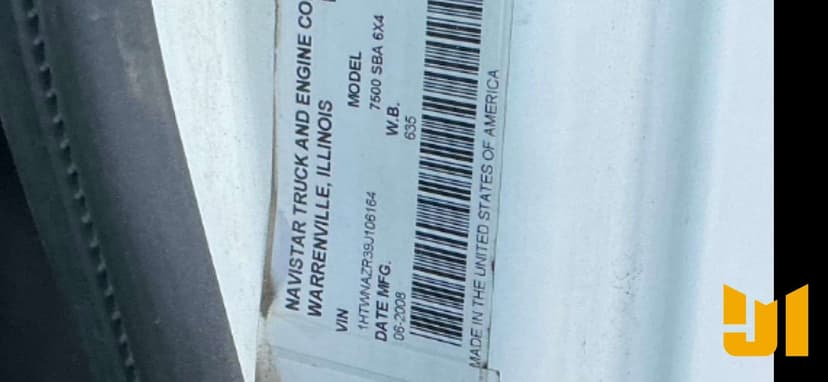 NAVISTAR TRUCK AND ENGINE CO
WARRENVILLE, ILLINOIS
VIN
MODEL
1HTWNAZR39J106164
7500 SBA 6X4
DATE MFG.
W.B.
06-2008
635
MADE IN THE UNITED STATES OF AMERICA